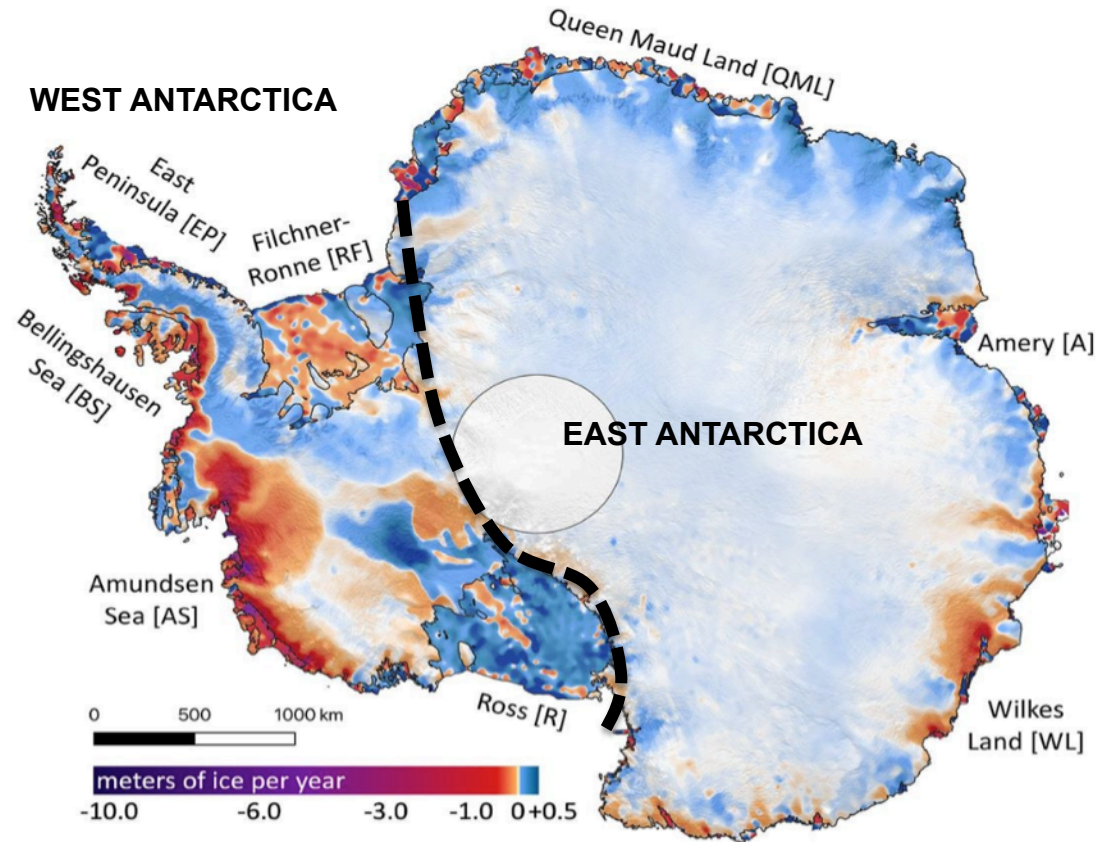 Queen Maud Land [QML]
WEST ANTARCTICA
East
Peninsula [EP]
Filchner-
Ronne [RF]
Bellingshausen
Sea [BS]
Amery [A]
EAST ANTARCTICA
Amundsen
Sea [AS]
Ross [R]
Wilkes
Land [WL]
0 500 1000 km
meters of ice per year
-10.0 -6.0 -3.0 -1.0 0 +0.5